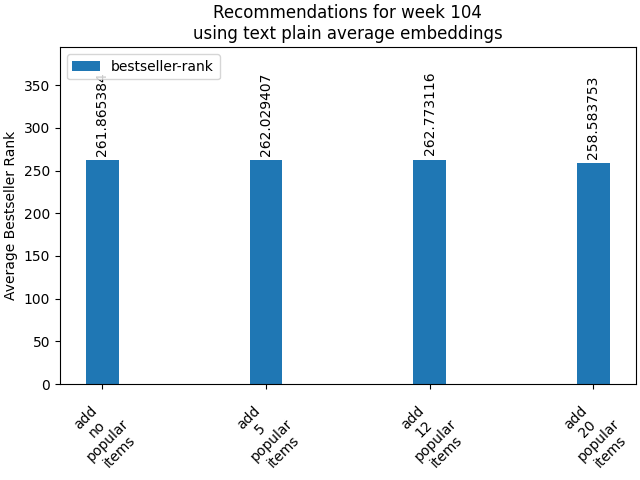 Recommendations for week 104
using text plain average embeddings
bestseller-rank
Average Bestseller Rank
350
300
250
200
150
100
50
0
261.865384
262.029407
262.773116
258.583753
add
no
popular
items
add
5
popular
items
add
12
popular
items
add
20
popular
items